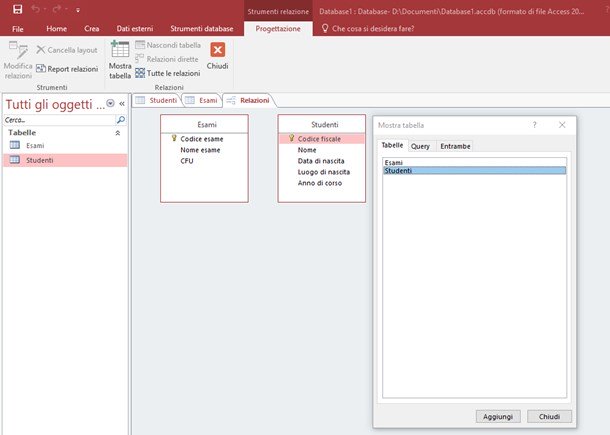 Strumenti relazione
Database1 : Database- D:\Documenti\Database1.accdb (formato di file Access 20...
File
Home
Crea
Dati esterni
Strumenti database
Progettazione
Che cosa si desidera fare?
Modifica relazioni
Cancella layout
Report relazioni
Strumenti
Mostra tabella
Nascondi tabella
Relazioni dirette
Tutte le relazioni
Relazioni
Chiudi
Tutti gli oggetti ...
Cerca...
Tabelle
Esami
Studenti
Studenti
Esami
Relazioni
Esami
Codice esame
Nome esame
CFU
Studenti
Codice fiscale
Nome
Data di nascita
Luogo di nascita
Anno di corso
Mostra tabella
?
Tabelle
Query
Entrambe
Esami
Studenti
Aggiungi
Chiudi